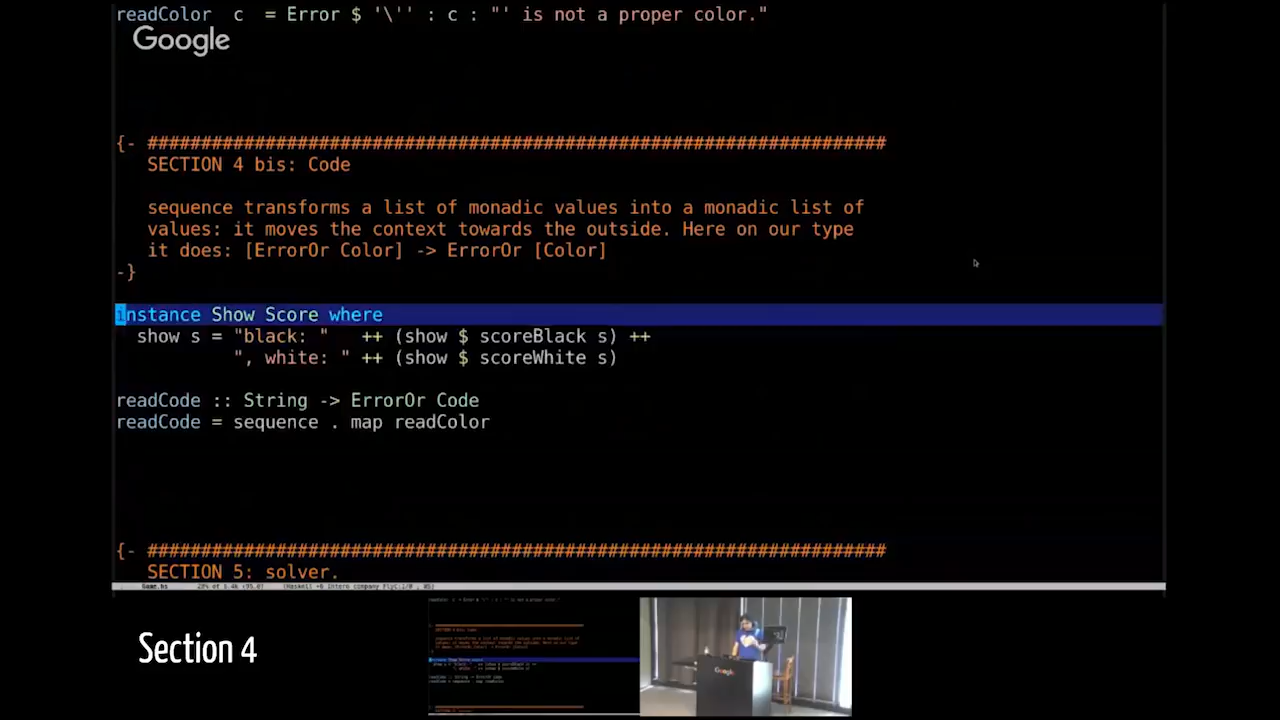 readColor  c  = Error $ '\'' : c : "' is not a proper color."
Google
{- #####################################################################
SECTION 4 bis: Code
sequence transforms a list of monadic values into a monadic list of
values: it moves the context towards the outside. Here on our type
it does: [ErrorOr Color] -> ErrorOr [Color]
-}
instance Show Score where
show s = "black: "   ++ (show $ scoreBlack s) ++
", white: " ++ (show $ scoreWhite s)
readCode :: String -> ErrorOr Code
readCode = sequence . map readColor
{- #####################################################################
SECTION 5: solver.
Section 4
Google